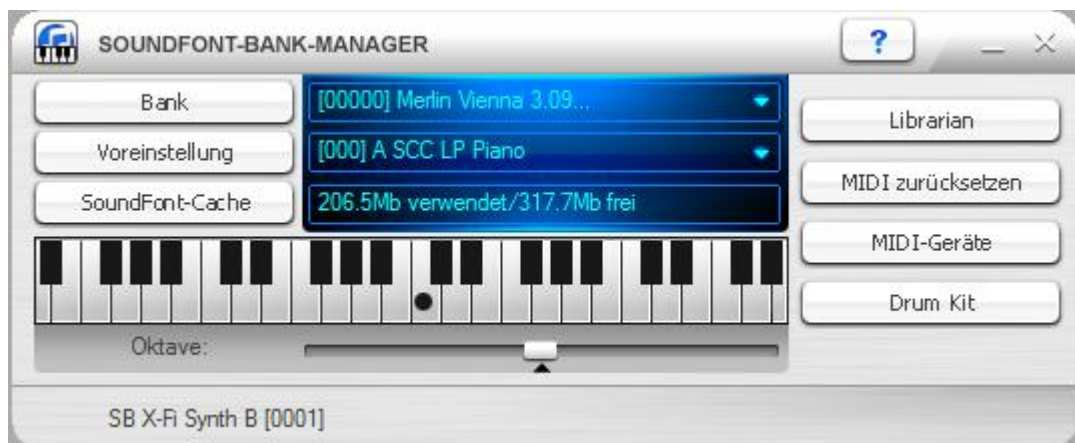 SOUNDFONT-BANK-MANAGER
?
Bank
[00000] Merlin Vienna 3.09...
Voreinstellung
[000] A SCC LP Piano
SoundFont-Cache
206.5Mb verwendet/317.7Mb frei
Librarian
MIDI zurücksetzen
MIDI-Geräte
Drum Kit
Oktave:
SB X-Fi Synth B [0001]